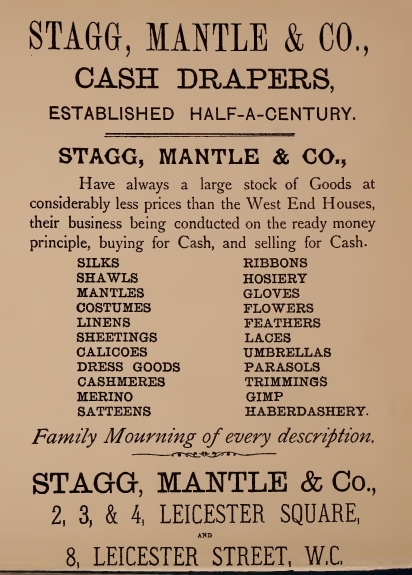 STAGG, MANTLE & CO.,
CASH DRAPERS,
ESTABLISHED HALF-A-CENTURY.
STAGG, MANTLE & CO.,
Have always a large stock of Goods at
considerably less prices than the West End Houses,
their business being conducted on the ready money
principle, buying for Cash, and selling for Cash.
SILKS
SHAWLS
MANTLES
COSTUMES
LINENS
SHEETINGS
CALICOES
DRESS GOODS
CASHMERES
MERINO
SATTEENS
RIBBONS
HOSIERY
GLOVES
FLOWERS
FEATHERS
LACES
UMBRELLAS
PARASOLS
TRIMMINGS
GIMP
HABERDASHERY.
Family Mourning of every description.
STAGG, MANTLE & Co.,
2, 3, & 4, LEICESTER SQUARE,
AND
8, LEICESTER STREET, W.C.